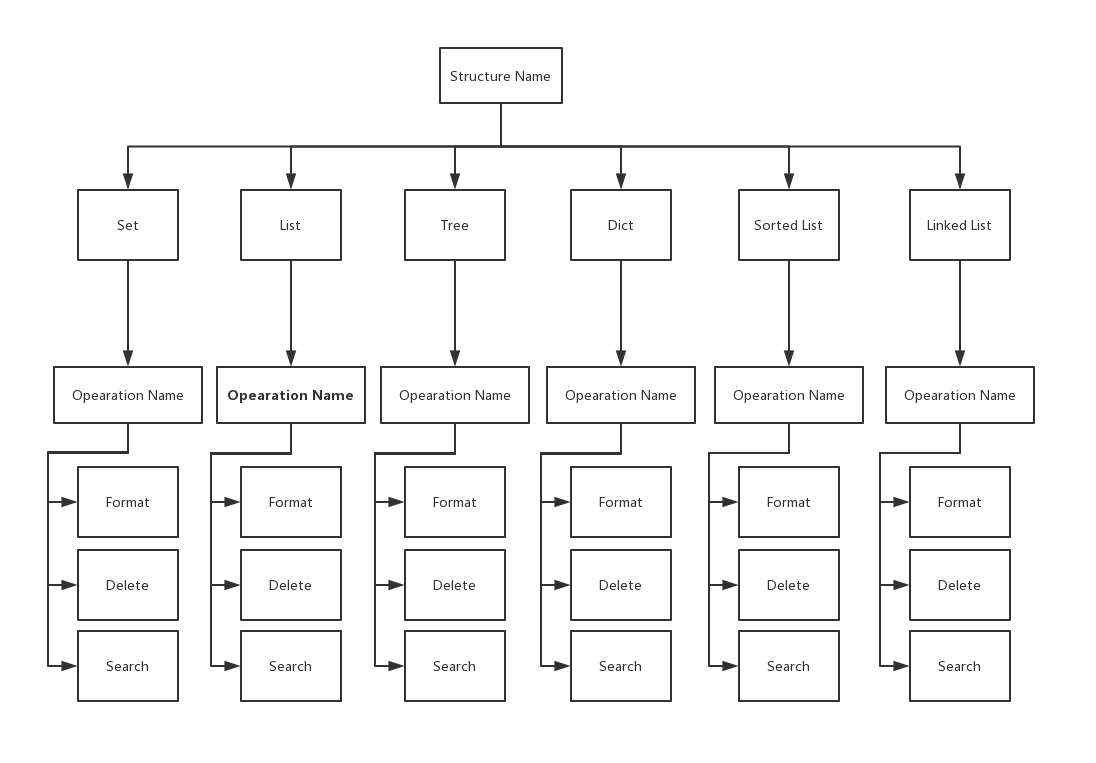 Structure Name
Set
List
Tree
Dict
Sorted List
Linked List
Opearation Name
Opearation Name
Opearation Name
Opearation Name
Opearation Name
Opearation Name
Format
Format
Format
Format
Format
Format
Delete
Delete
Delete
Delete
Delete
Delete
Search
Search
Search
Search
Search
Search